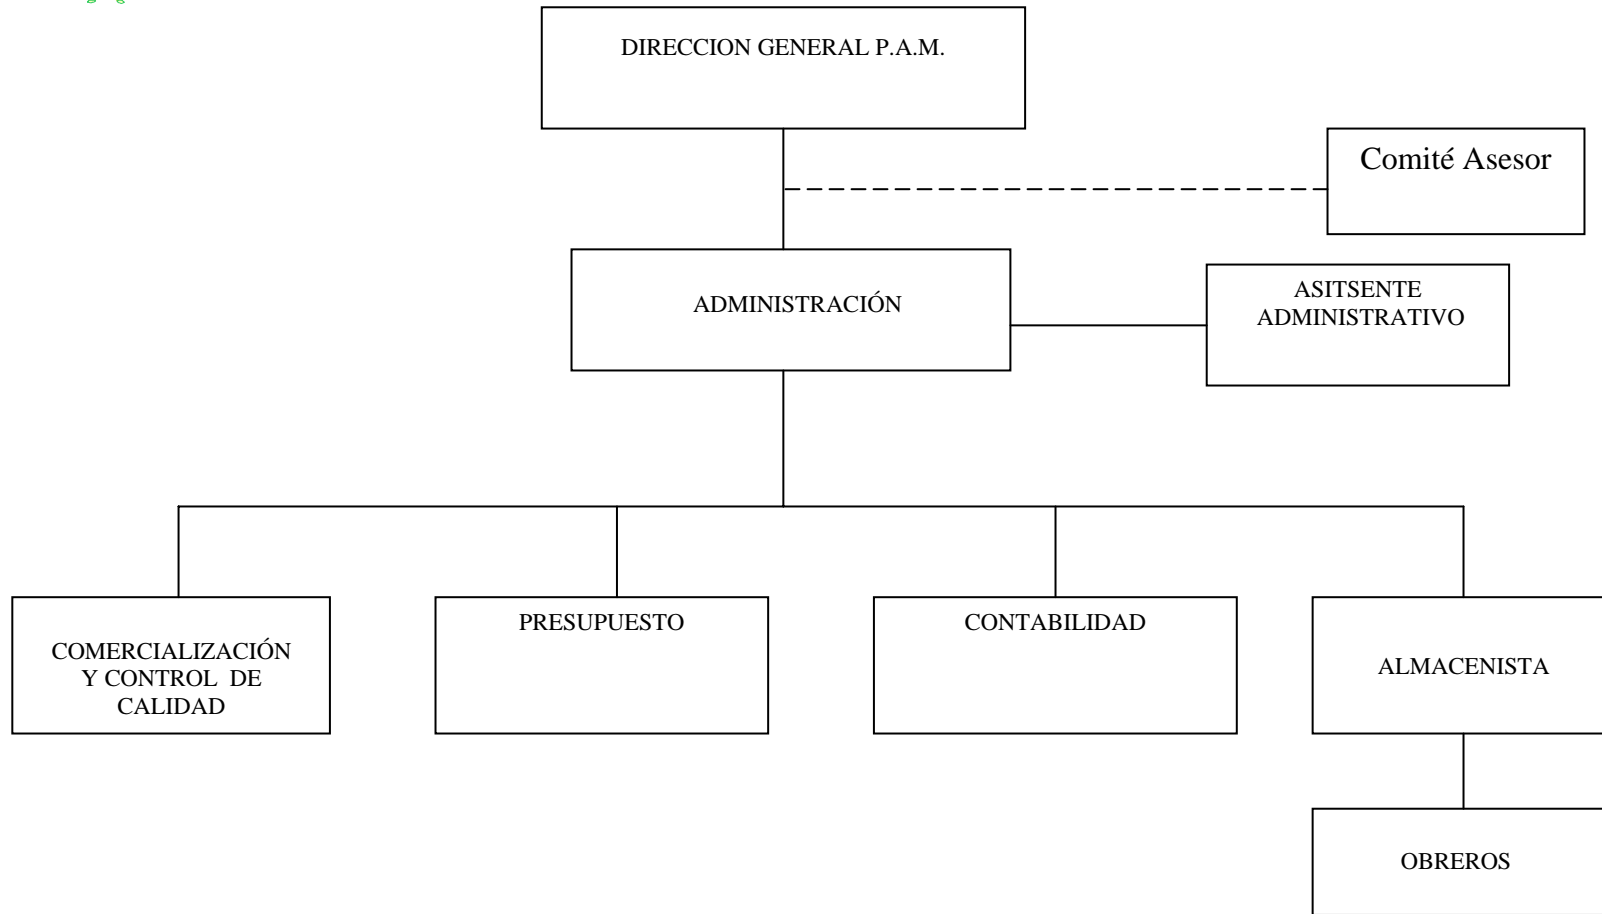 DIRECCION GENERAL P.A.M.
Comité Asesor
ADMINISTRACIÓN
ASITSENTE
ADMINISTRATIVO
COMERCIALIZACIÓN
Y CONTROL DE
CALIDAD
PRESUPUESTO
CONTABILIDAD
ALMACENISTA
OBREROS